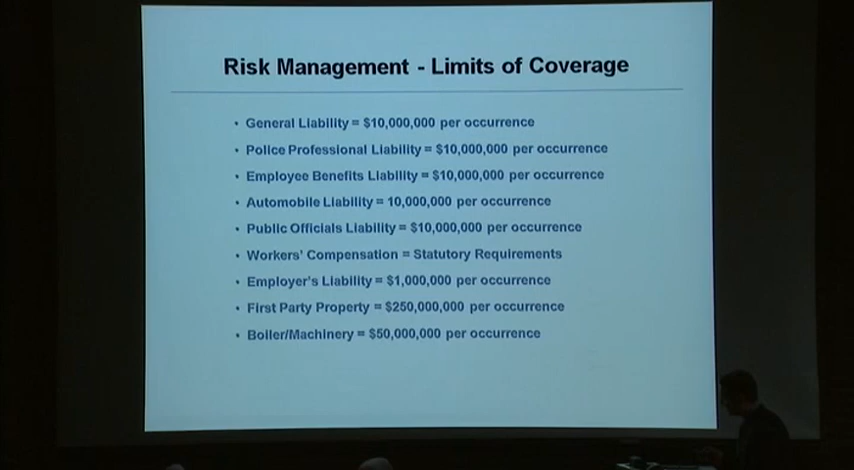 Risk Management - Limits of Coverage
• General Liability = $10,000,000 per occurrence
• Police Professional Liability = $10,000,000 per occurrence
• Employee Benefits Liability = $10,000,000 per occurrence
• Automobile Liability = 10,000,000 per occurrence
• Public Officials Liability = $10,000,000 per occurrence
• Workers' Compensation = Statutory Requirements
• Employer's Liability = $1,000,000 per occurrence
• First Party Property = $250,000,000 per occurrence
• Boiler/Machinery = $50,000,000 per occurrence